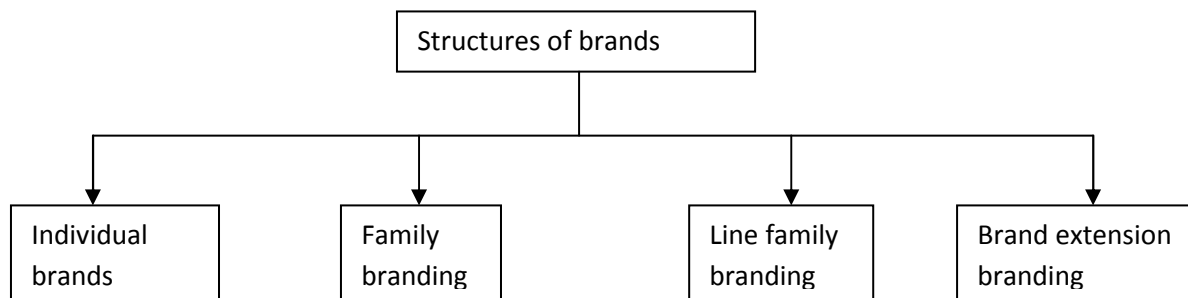 Structures of brands
Individual
brands
Family
branding
Line family
branding
Brand extension
branding